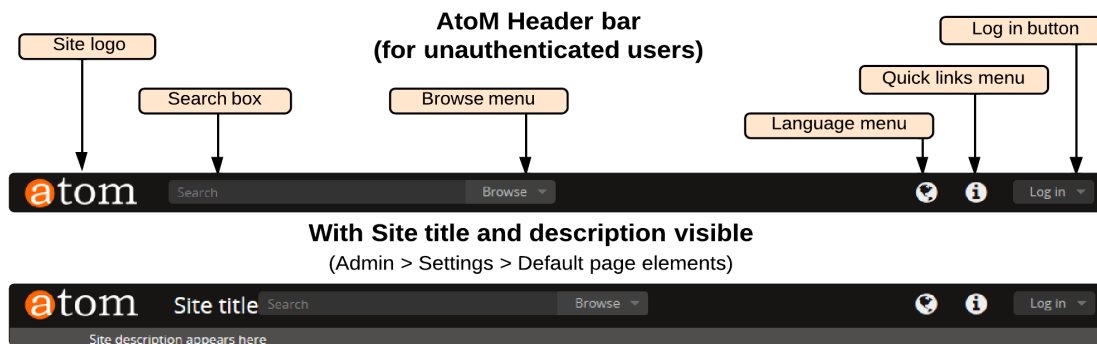 AtoM Header bar
(for unauthenticated users)
Site logo
Log in button
Quick links menu
Search box
Browse menu
Language menu
atom
Search
Browse
Log in
With Site title and description visible
(Admin > Settings > Default page elements)
atom
Site title
Search
Browse
Log in
Site description appears here